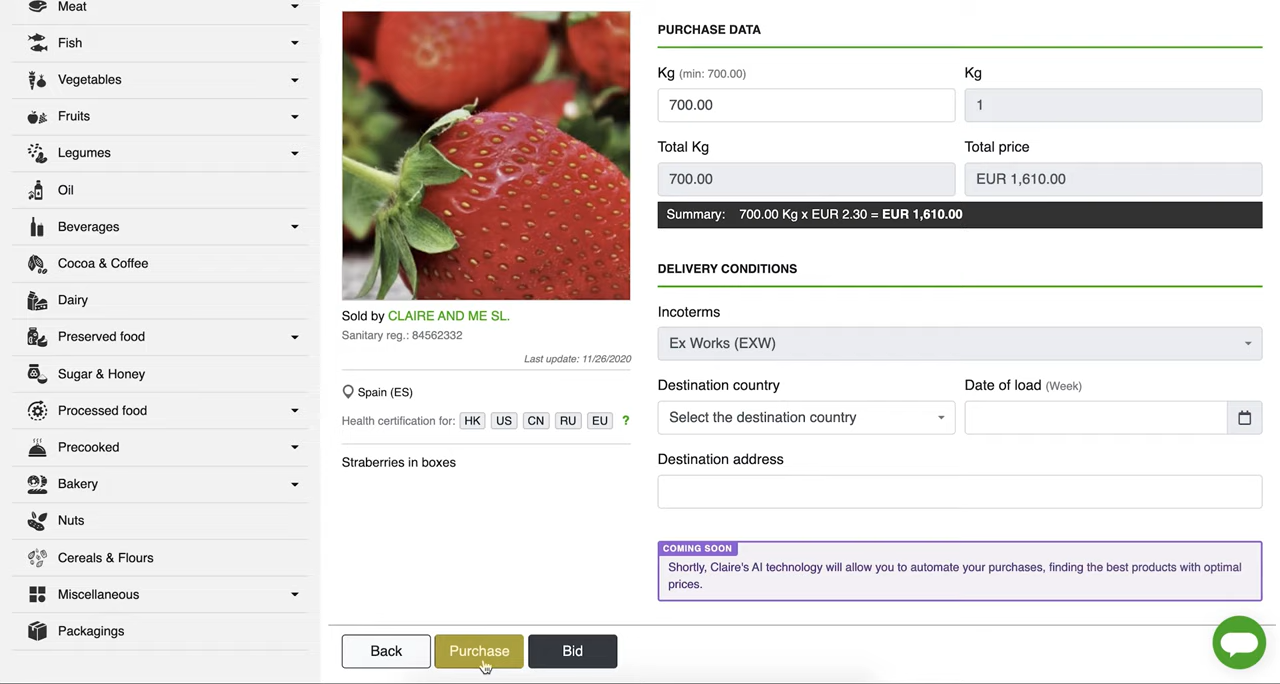 Meat
Fish
Vegetables
Fruits
Legumes
Oil
Beverages
Cocoa & Coffee
Dairy
Preserved food
Sugar & Honey
Processed food
Precooked
Bakery
Nuts
Cereals & Flours
Miscellaneous
Packagings
Sold by CLAIRE AND ME SL.
Sanitary reg.: 84562332
Last update: 11/26/2020
Spain (ES)
Health certification for: HK US CN RU EU ?
Straberries in boxes
PURCHASE DATA
Kg (min: 700.00) Kg
700.00 1
Total Kg Total price
700.00 EUR 1,610.00
Summary: 700.00 Kg x EUR 2.30 = EUR 1,610.00
DELIVERY CONDITIONS
Incoterms
Ex Works (EXW)
Destination country Date of load (Week)
Select the destination country
Destination address
COMING SOON
Shortly, Claire's AI technology will allow you to automate your purchases, finding the best products with optimal
prices.
Back Purchase Bid